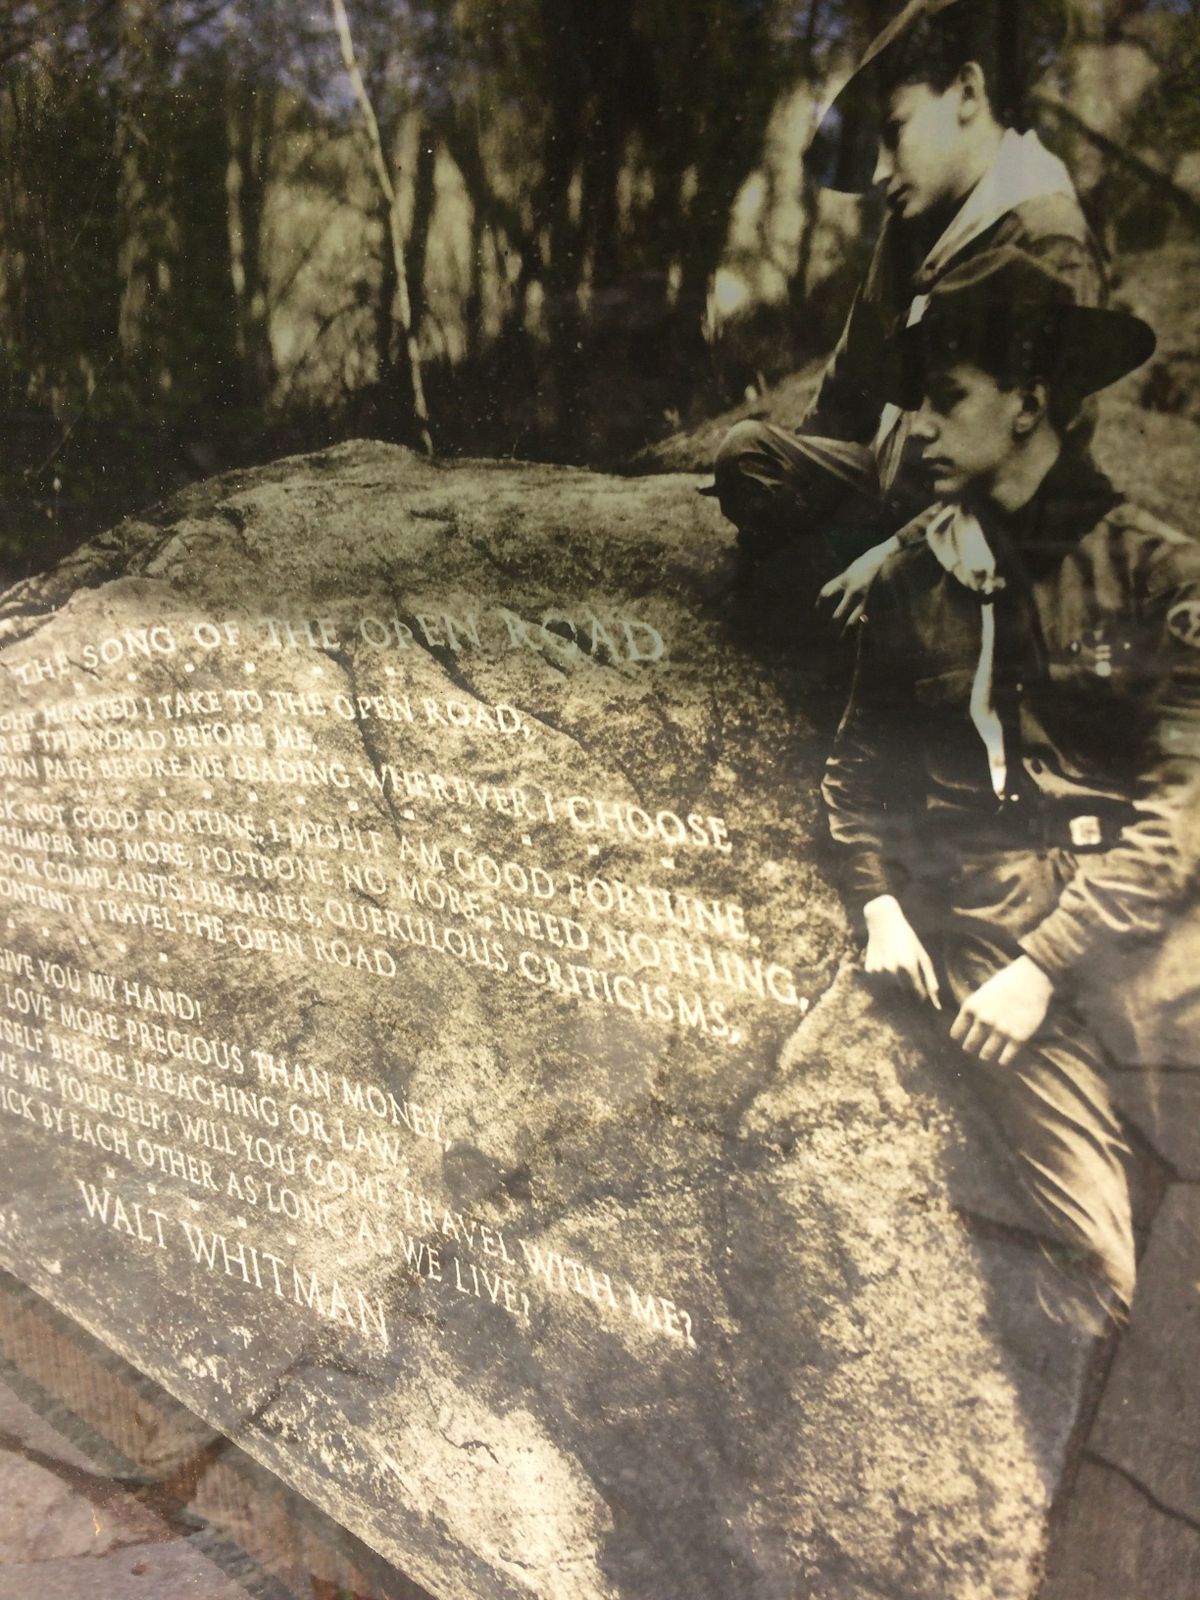 THE SONG OF THE OPEN ROAD
HEARTED I TAKE TO THE OPEN ROAD,
THE WORLD BEFORE ME,
PATH BEFORE ME LEADING WHEREVER I CHOOSE
NOT GOOD FORTUNE, I MYSELF AM GOOD FORTUNE.
WHIMPER NO MORE, POSTPONE NO MORE, NEED NOTHING,
COMPLAINTS, LIBRARIES, QUERULOUS CRITICISMS,
I TRAVEL THE OPEN ROAD
GIVE YOU MY HAND!
LOVE MORE PRECIOUS THAN MONEY,
BEFORE PREACHING OR LAW.
ME YOURSELF? WILL YOU COME TRAVEL WITH ME?
BY EACH OTHER AS LONG AS WE LIVE?
WALT WHITMAN